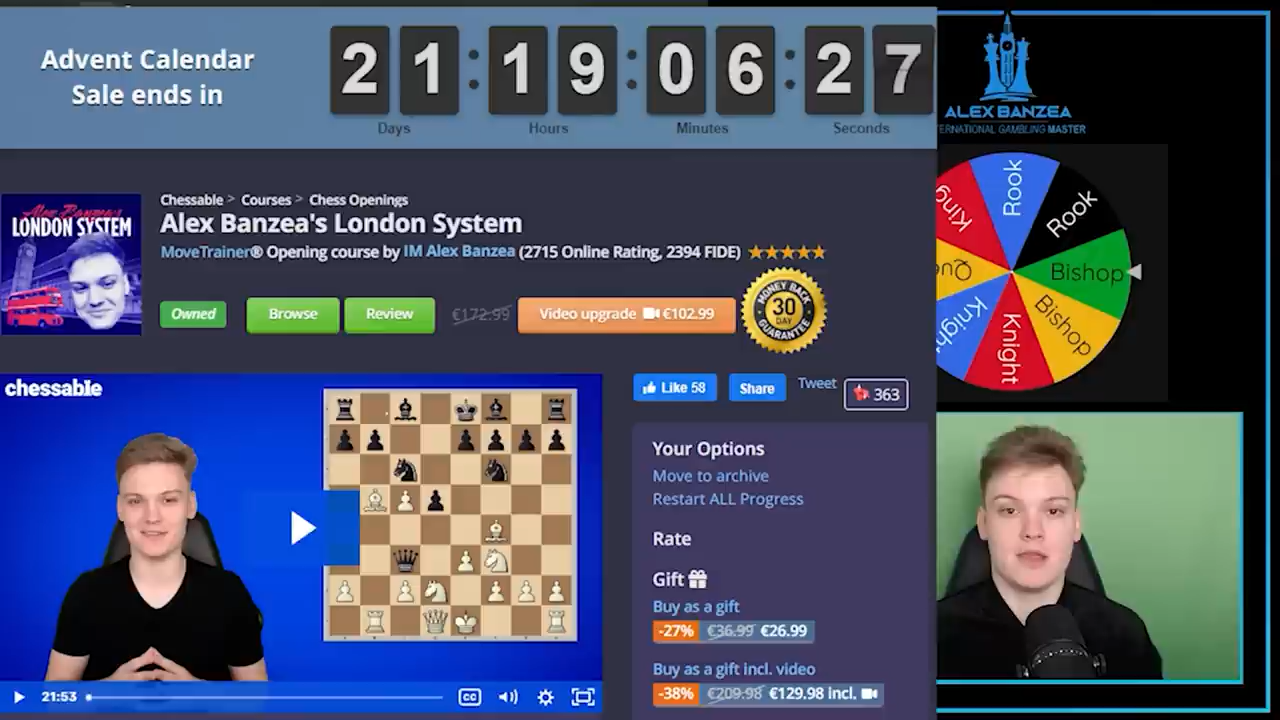 Advent Calendar
Sale ends in
21 : 19 : 06 : 27
Days Hours Minutes Seconds
ALEX BANZEA
ERNATIONAL GAMBLING MASTER
Chessable > Courses > Chess Openings
Alex Banzea's London System
MoveTrainer® Opening course by IM Alex Banzea (2715 Online Rating, 2394 FIDE)
Alex Banzea's
LONDON SYSTEM
Owned
Browse
Review
€172.99
Video upgrade €102.99
MONEY BACK
30
DAY
GUARANTEE
King
Rook
Rook
Bishop
Bishop
Knight
Knigh
Que
chessable
Like 58
Share
Tweet
363
Your Options
Move to archive
Restart ALL Progress
Rate
Gift
Buy as a gift
-27% €36.99 €26.99
Buy as a gift incl. video
-38% €209.98 €129.98 incl.
21:53
CC